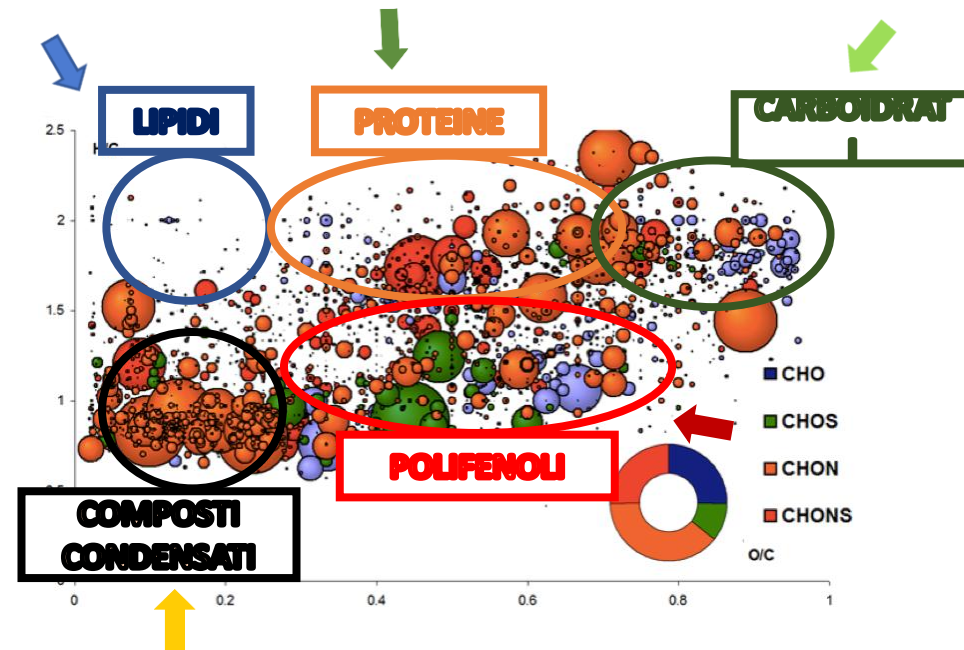 LIPIDI
PROTEINE
CARBOIDRAT
I
2.5
H/C
2
1.5
1
CHO
CHOS
CHON
CHONS
POLIFENOLI
COMPOSTI
CONDENSATI
O/C
0
0.2
0.4
0.6
0.8
1